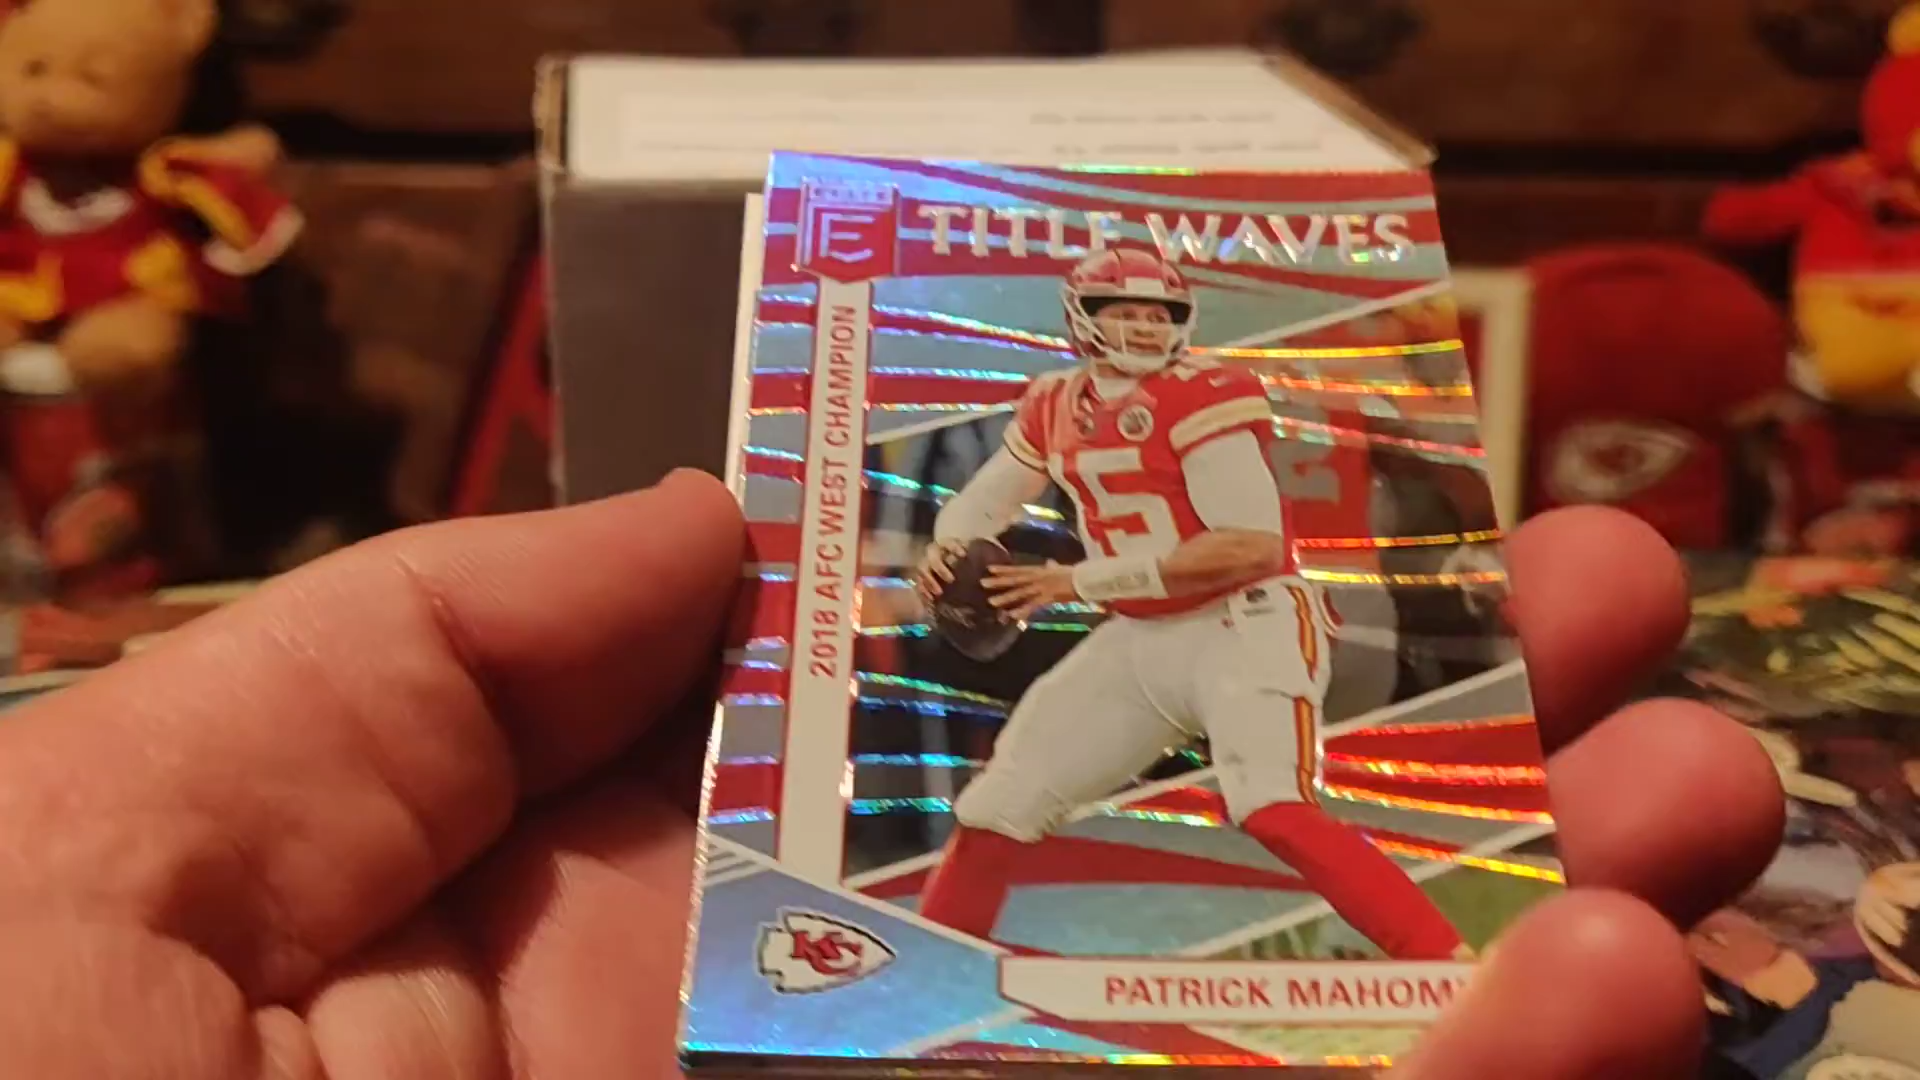 E
TITLE WAVES
2018 AFC WEST CHAMPION
15
KC
PATRICK MAHOM